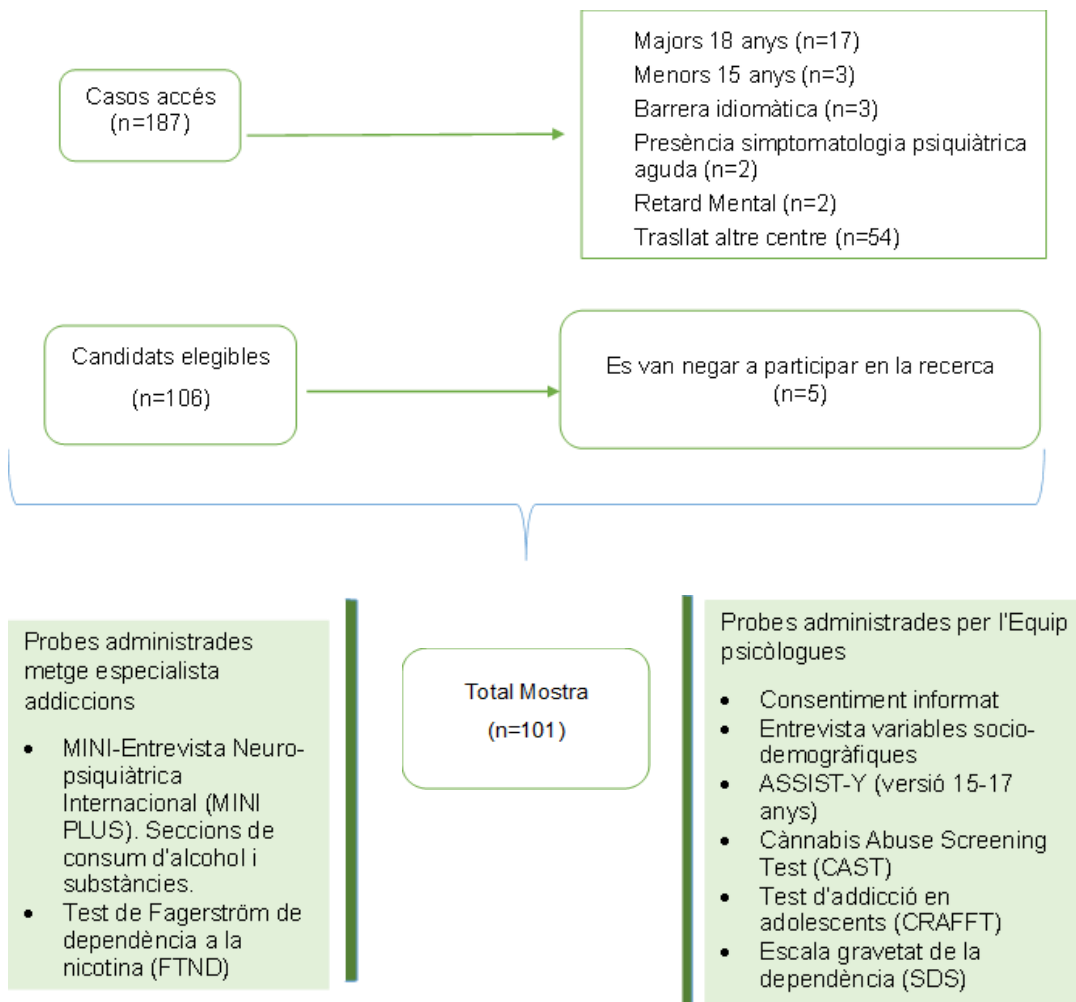 Casos accés
(n=187)
Majors 18 anys (n=17)
Menors 15 anys (n=3)
Barrera idiomàtica (n=3)
Presència simptomatologia psiquiàtrica
aguda (n=2)
Retard Mental (n=2)
Trasllat altre centre (n=54)
Candidats elegibles
(n=106)
Es van negar a participar en la recerca
(n=5)
Probes administrades
metge especialista
addiccions
• MINI-Entrevista Neuro-
psiquiàtrica
Internacional (MINI
PLUS). Seccions de
consum d'alcohol i
substàncies.
• Test de Fagerström de
dependència a la
nicotina (FTND)
Total Mostra
(n=101)
Probes administrades per l'Equip
psicòlogues
• Consentiment informat
• Entrevista variables socio-
demogràfiques
• ASSIST-Y (versió 15-17
anys)
• Cànnabis Abuse Screening
Test (CAST)
• Test d'addicció en
adolescents (CRAFFT)
• Escala gravetat de la
dependència (SDS)